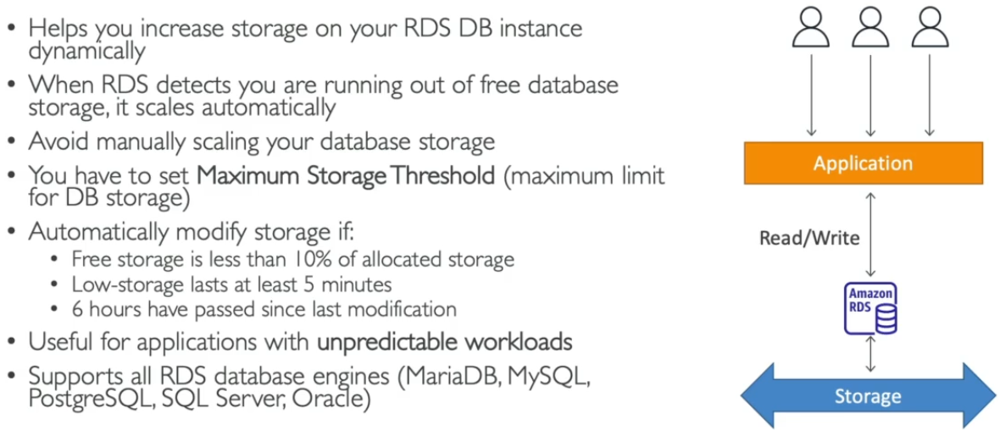 • Helps you increase storage on your RDS DB instance
dynamically
• When RDS detects you are running out of free database
storage, it scales automatically
• Avoid manually scaling your database storage
• You have to set Maximum Storage Threshold (maximum limit
for DB storage)
• Automatically modify storage if:
• Free storage is less than 10% of allocated storage
• Low-storage lasts at least 5 minutes
• 6 hours have passed since last modification
• Useful for applications with unpredictable workloads
• Supports all RDS database engines (MariaDB, MySQL,
PostgreSQL, SQL Server, Oracle)
Application
Read/Write
Amazon
RDS
Storage